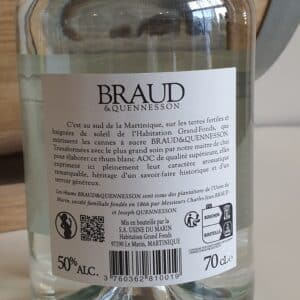 BRAUD
& QUENNESSON
C'est au sud de la Martinique, sur les terres fertiles et
baignées de soleil de l'Habitation Grand-Fonds, que
mûrissent les cannes à sucre BRAUD&QUENNESSON
Transformées avec le plus grand soin par notre maître de chai
pour élaborer ce rhum blanc AOC de qualité supérieure, elles
expriment ici pleinement leur caractère aromatique
remarquable, héritage d'un savoir-faire historique et d'un
terroir généreux.
Les rhums BRAUD&QUENNESSON sont issus des plantations de l'Usine du
Marin, société familiale fondée en 1866 par Messieurs Charles-Jean BRAUD
et Joseph QUENNESSON
Mis en bouteille par la
S.A. USINE DU MARIN
Habitation Grand Fonds
97290 Le Marin, MARTINIQUE
50% ALC.
3 760362 810019
70 cL
BOUTEILLE